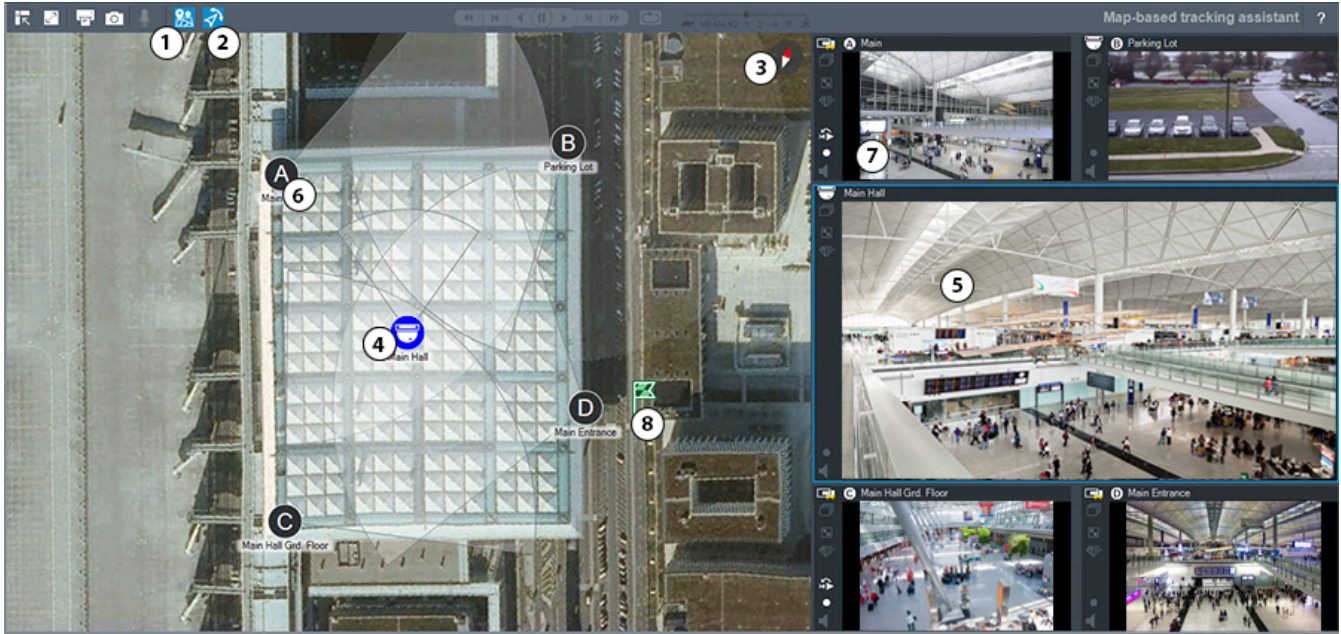 Map-based tracking assistant ?
1
2
3
A Main
B Parking Lot
7
B
Parking Lot
A
Main
6
Main Hall
5
4
Main Hall
8
D
Main Entrance
C
Main Hall Grd. Floor
C Main Hall Grd. Floor
D Main Entrance